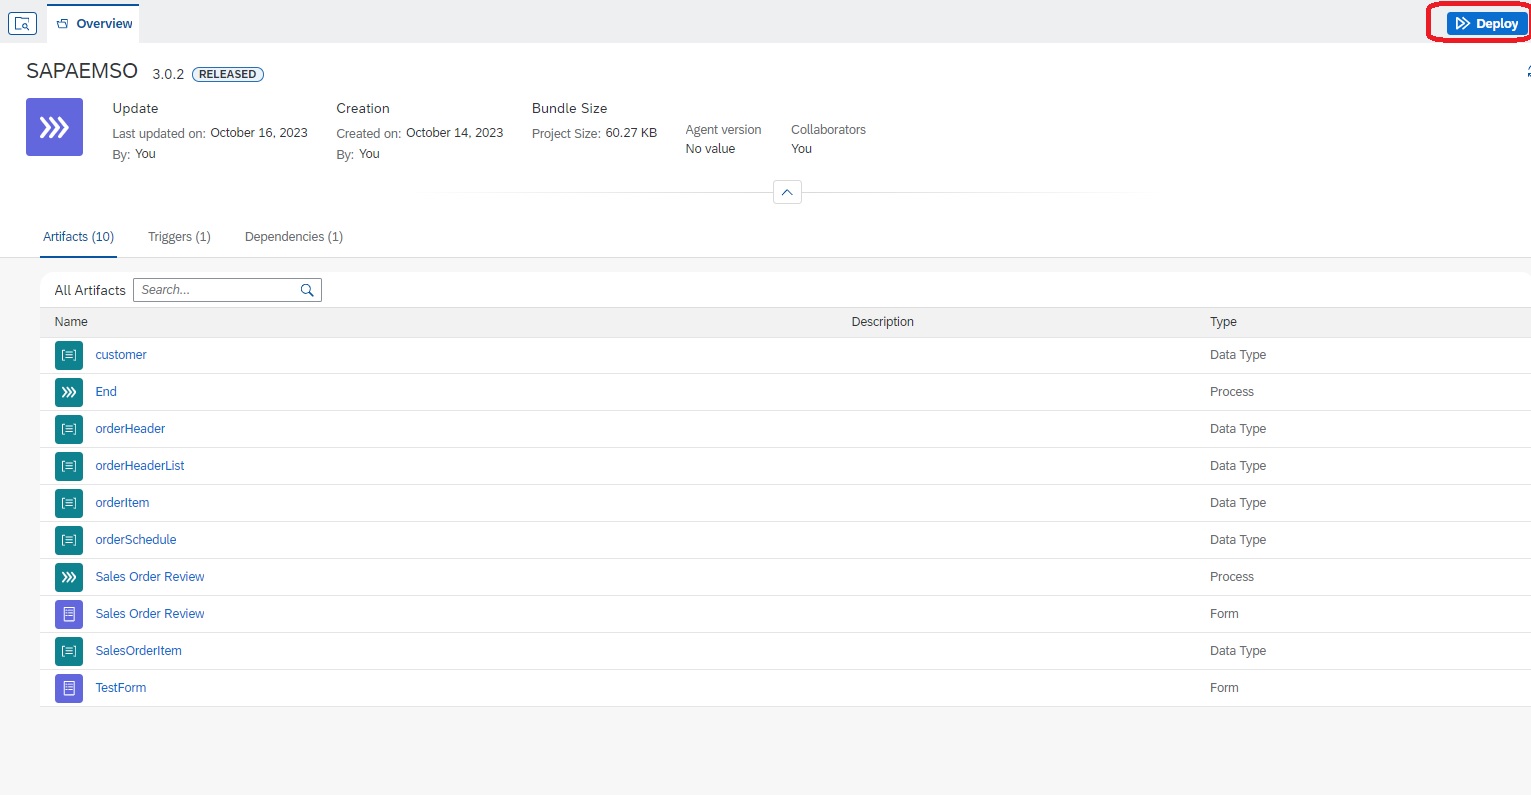 Overview
Deploy
SAPAEMSO 3.0.2 RELEASED
Update
Last updated on: October 16, 2023
By: You
Creation
Created on: October 14, 2023
By: You
Bundle Size
Project Size: 60.27 KB
Agent version
No value
Collaborators
You
Artifacts (10) Triggers (1) Dependencies (1)
All Artifacts Search...
Name Description Type
customer Data Type
End Process
orderHeader Data Type
orderHeaderList Data Type
orderItem Data Type
orderSchedule Data Type
Sales Order Review Process
Sales Order Review Form
SalesOrderItem Data Type
TestForm Form